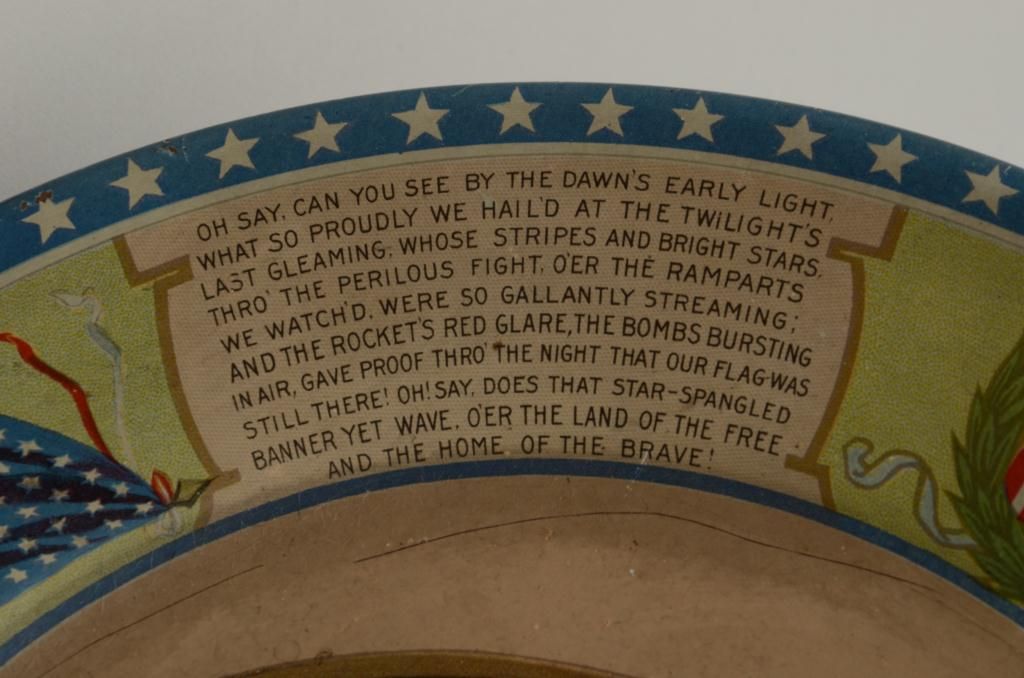 OH SAY, CAN YOU SEE BY THE DAWN'S EARLY LIGHT,
WHAT SO PROUDLY WE HAIL'D AT THE TWILIGHT'S
LAST GLEAMING, WHOSE STRIPES AND BRIGHT STARS,
THRO' THE PERILOUS FIGHT, O'ER THE RAMPARTS
WE WATCH'D, WERE SO GALLANTLY STREAMING;
AND THE ROCKET'S RED GLARE, THE BOMBS BURSTING
IN AIR, GAVE PROOF THRO' THE NIGHT THAT OUR FLAG WAS
STILL THERE! OH! SAY, DOES THAT STAR-SPANGLED
BANNER YET WAVE, O'ER THE LAND OF THE FREE
AND THE HOME OF THE BRAVE!